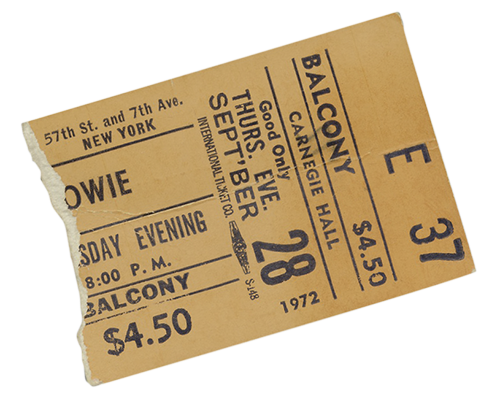 57th St. and 7th Ave.
NEW YORK
OWIE
SDAY EVENING
8:00 P.M.
BALCONY
$4.50
Good Only
THURS. EVE.
SEPT'BER
28
1972
INTERNATIONAL TICKET CO.
S-148
BALCONY
CARNEGIE HALL
$4.50
E 37